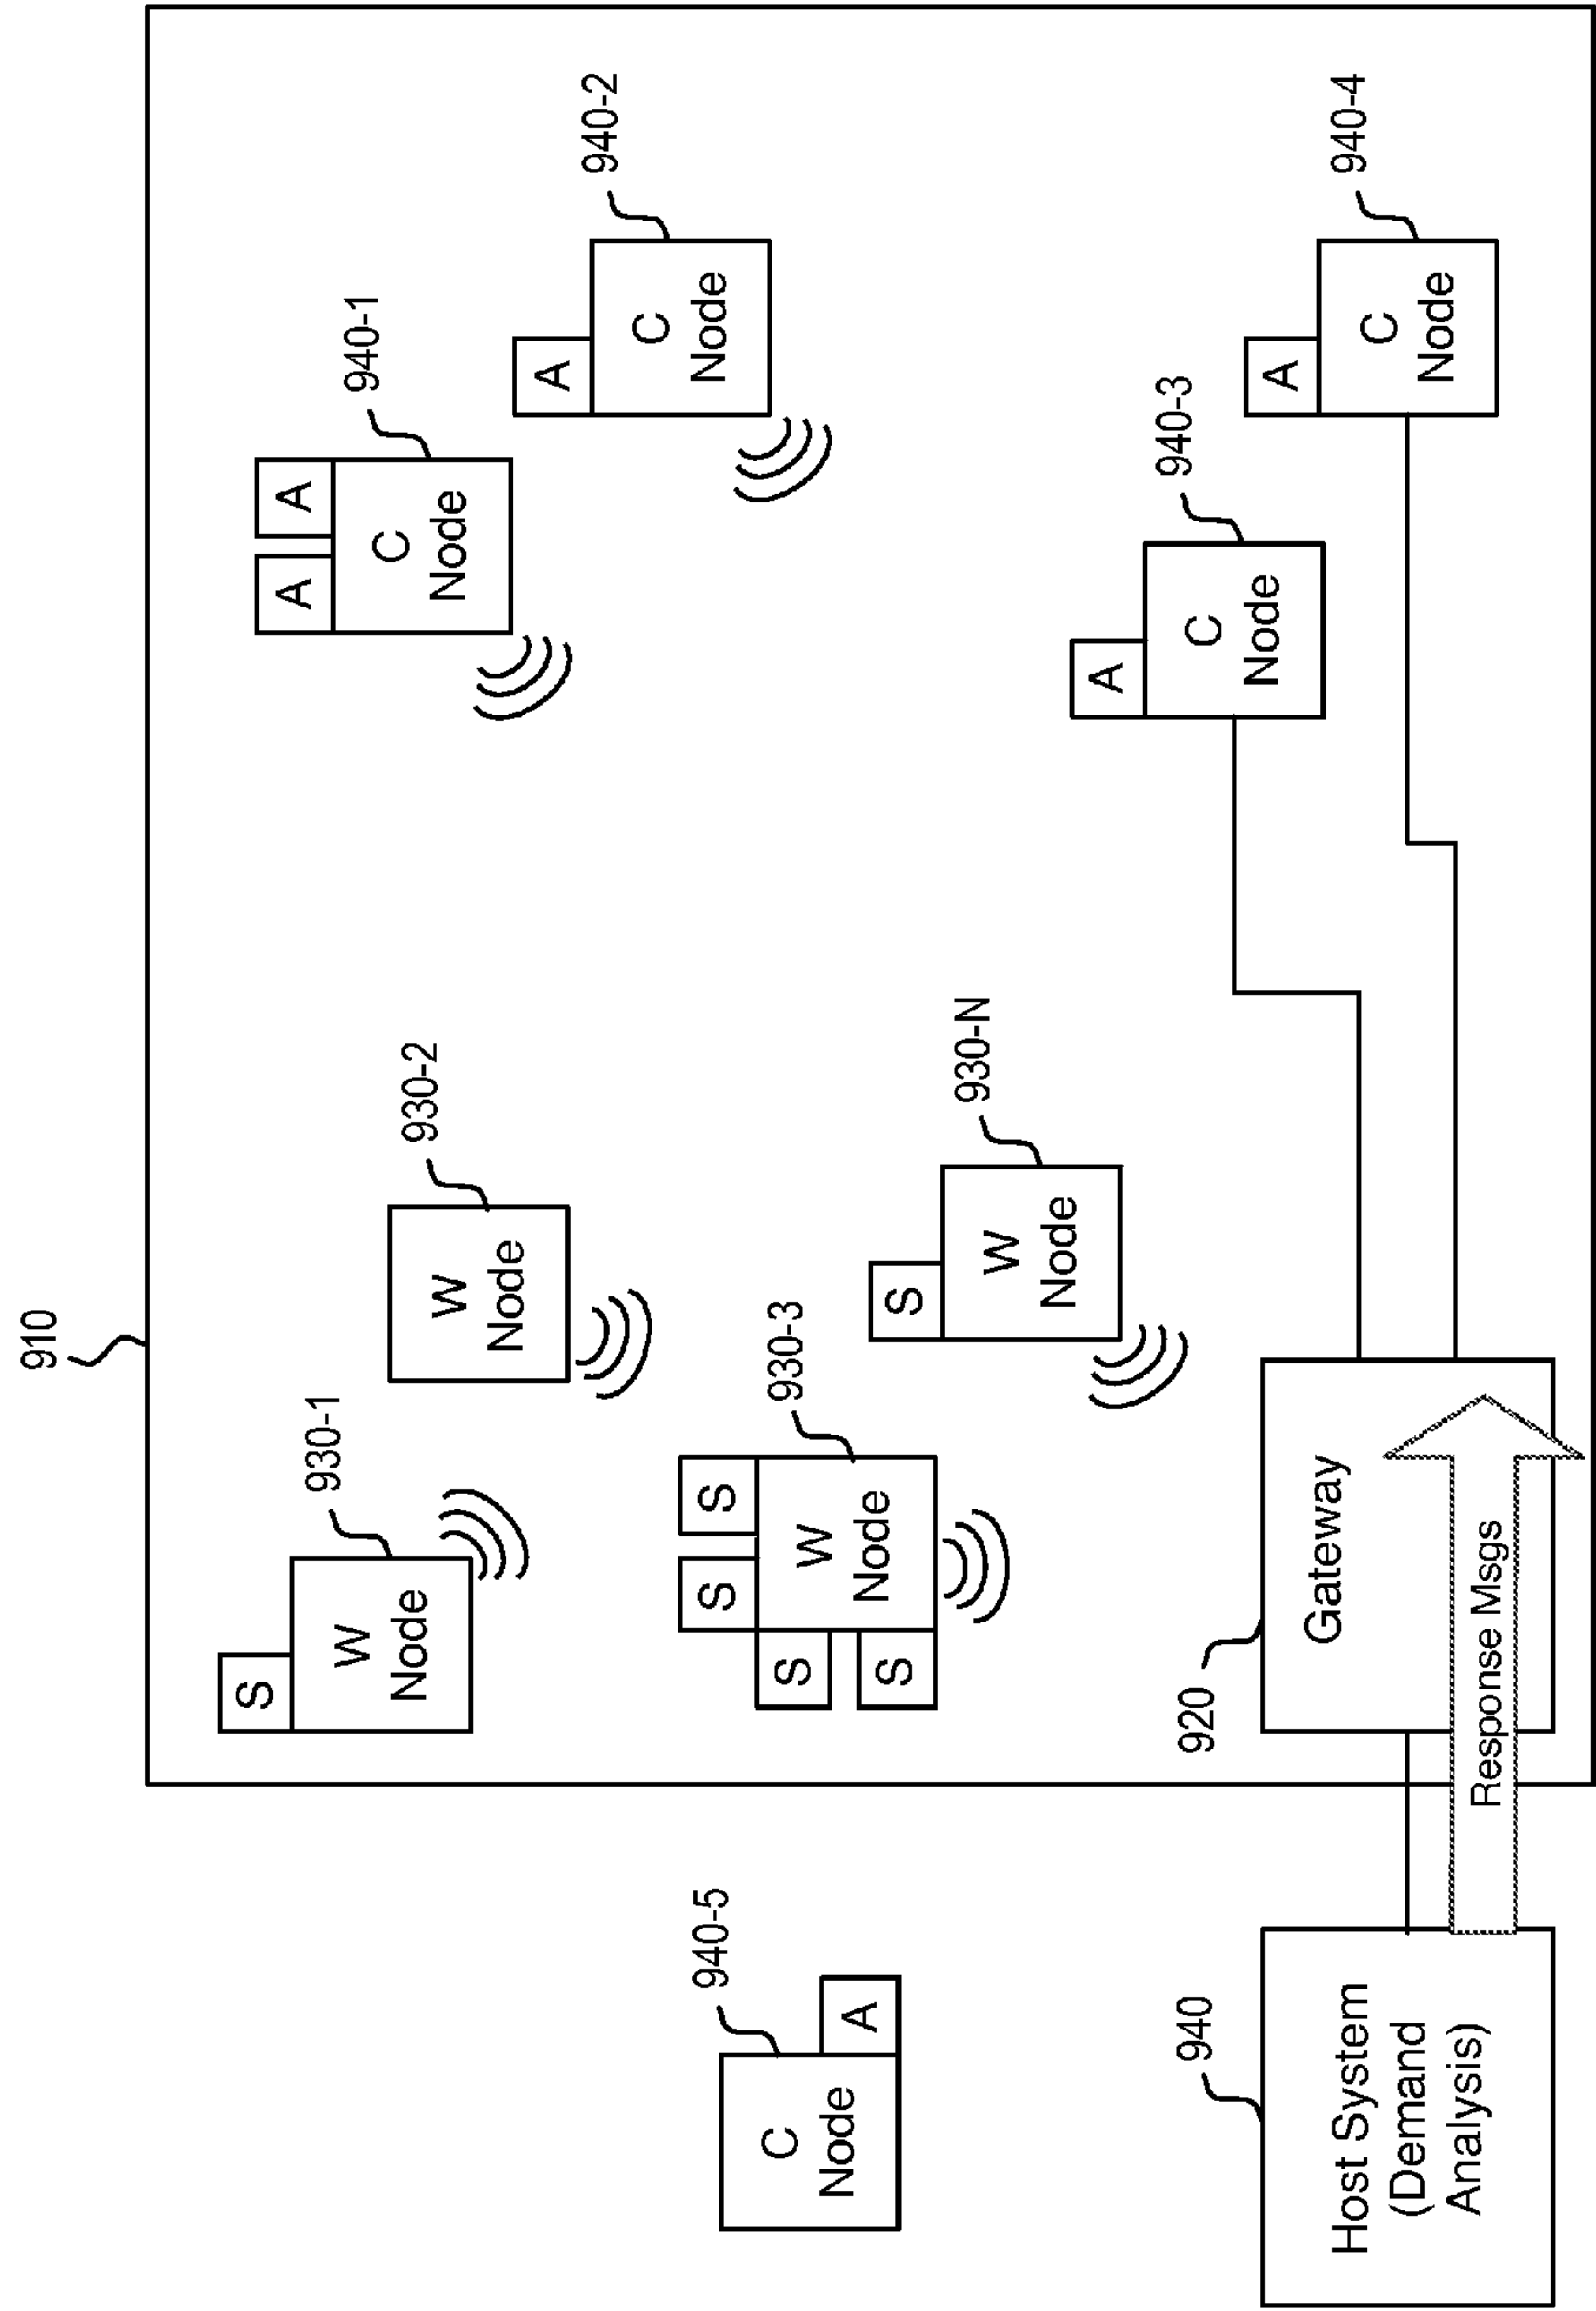 910
930-1
S
W
Node
930-2
W
Node
940-1
A
A
C
Node
940-2
A
C
Node
940-5
C
Node
A
930-3
S
S
S
S
W
Node
930-N
S
W
Node
940-3
A
C
Node
940-4
A
C
Node
940
Host System
(Demand
Analysis)
920
Gateway
Response Msgs